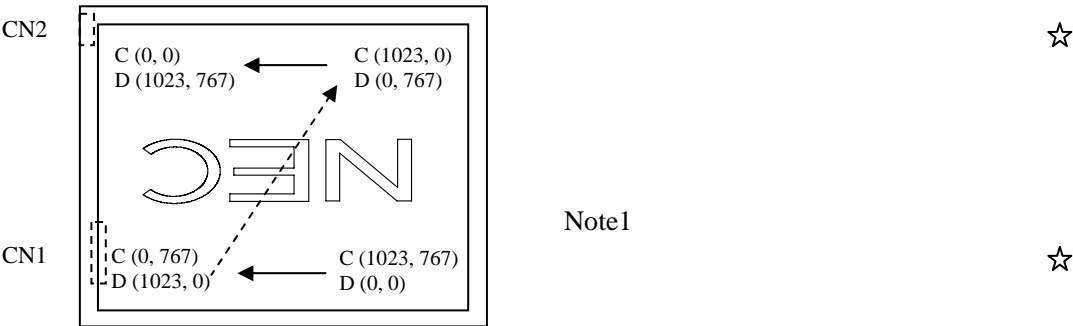 CN2 ☆
C (0, 0) C (1023, 0)
D (1023, 767) D (0, 767)
NEC
Note1
CN1 C (0, 767) C (1023, 767) ☆
D (1023, 0) D (0, 0)